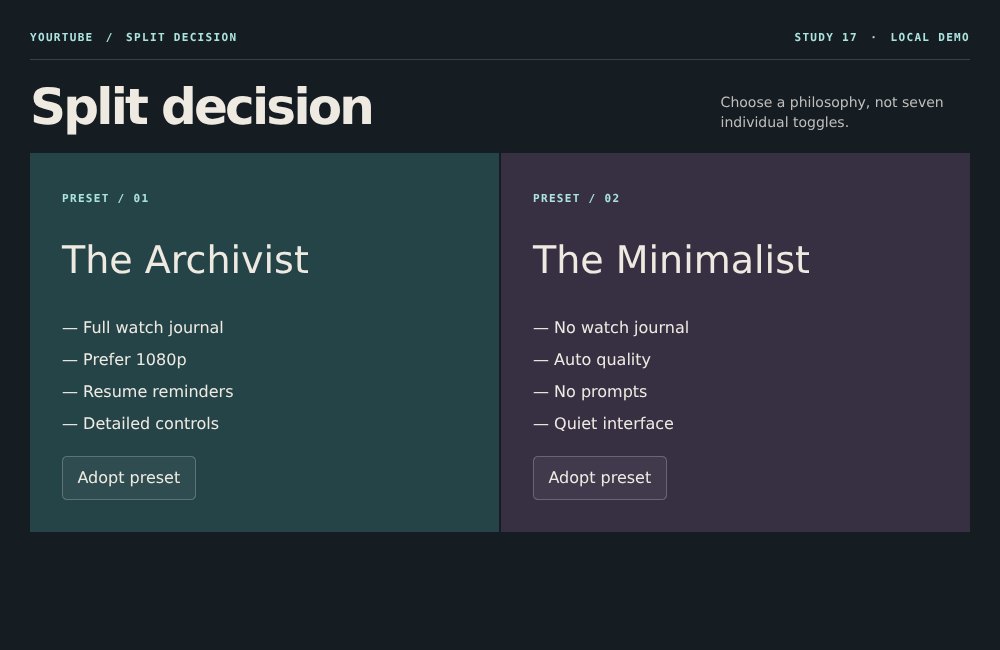 YOURTUBE / SPLIT DECISION
STUDY 17 · LOCAL DEMO
Split decision
Choose a philosophy, not seven
individual toggles.
PRESET / 01
The Archivist
— Full watch journal
— Prefer 1080p
— Resume reminders
— Detailed controls
Adopt preset
PRESET / 02
The Minimalist
— No watch journal
— Auto quality
— No prompts
— Quiet interface
Adopt preset